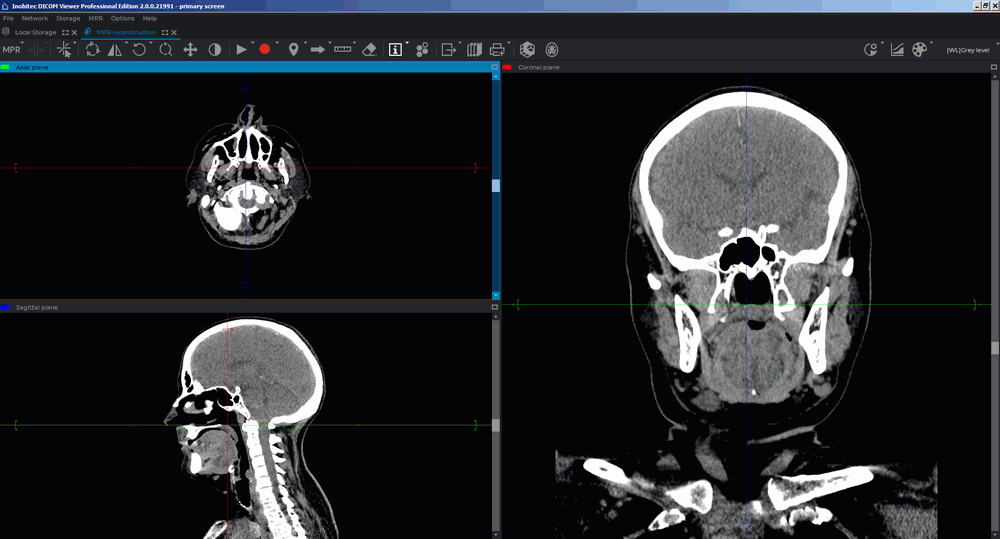 Inobitec DICOM Viewer Professional Edition 2.0.0.21991 - primary screen
File Network Storage MPR Options Help
Local Storage MPR reconstruction
MPR [WL]Grey level
Axial plane Coronal plane
Sagittal plane